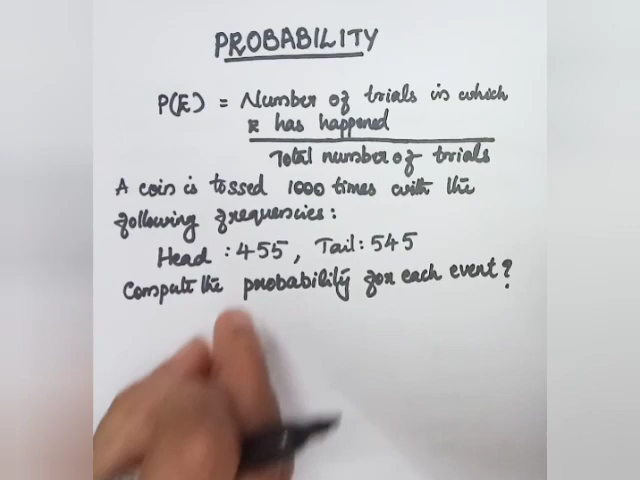 PROBABILITY
P(E) = Number of trials in which
E has happened
Total number of trials
A coin is tossed 1000 times with the
following frequencies:
Head : 455, Tail: 545
Compute the probability for each event?